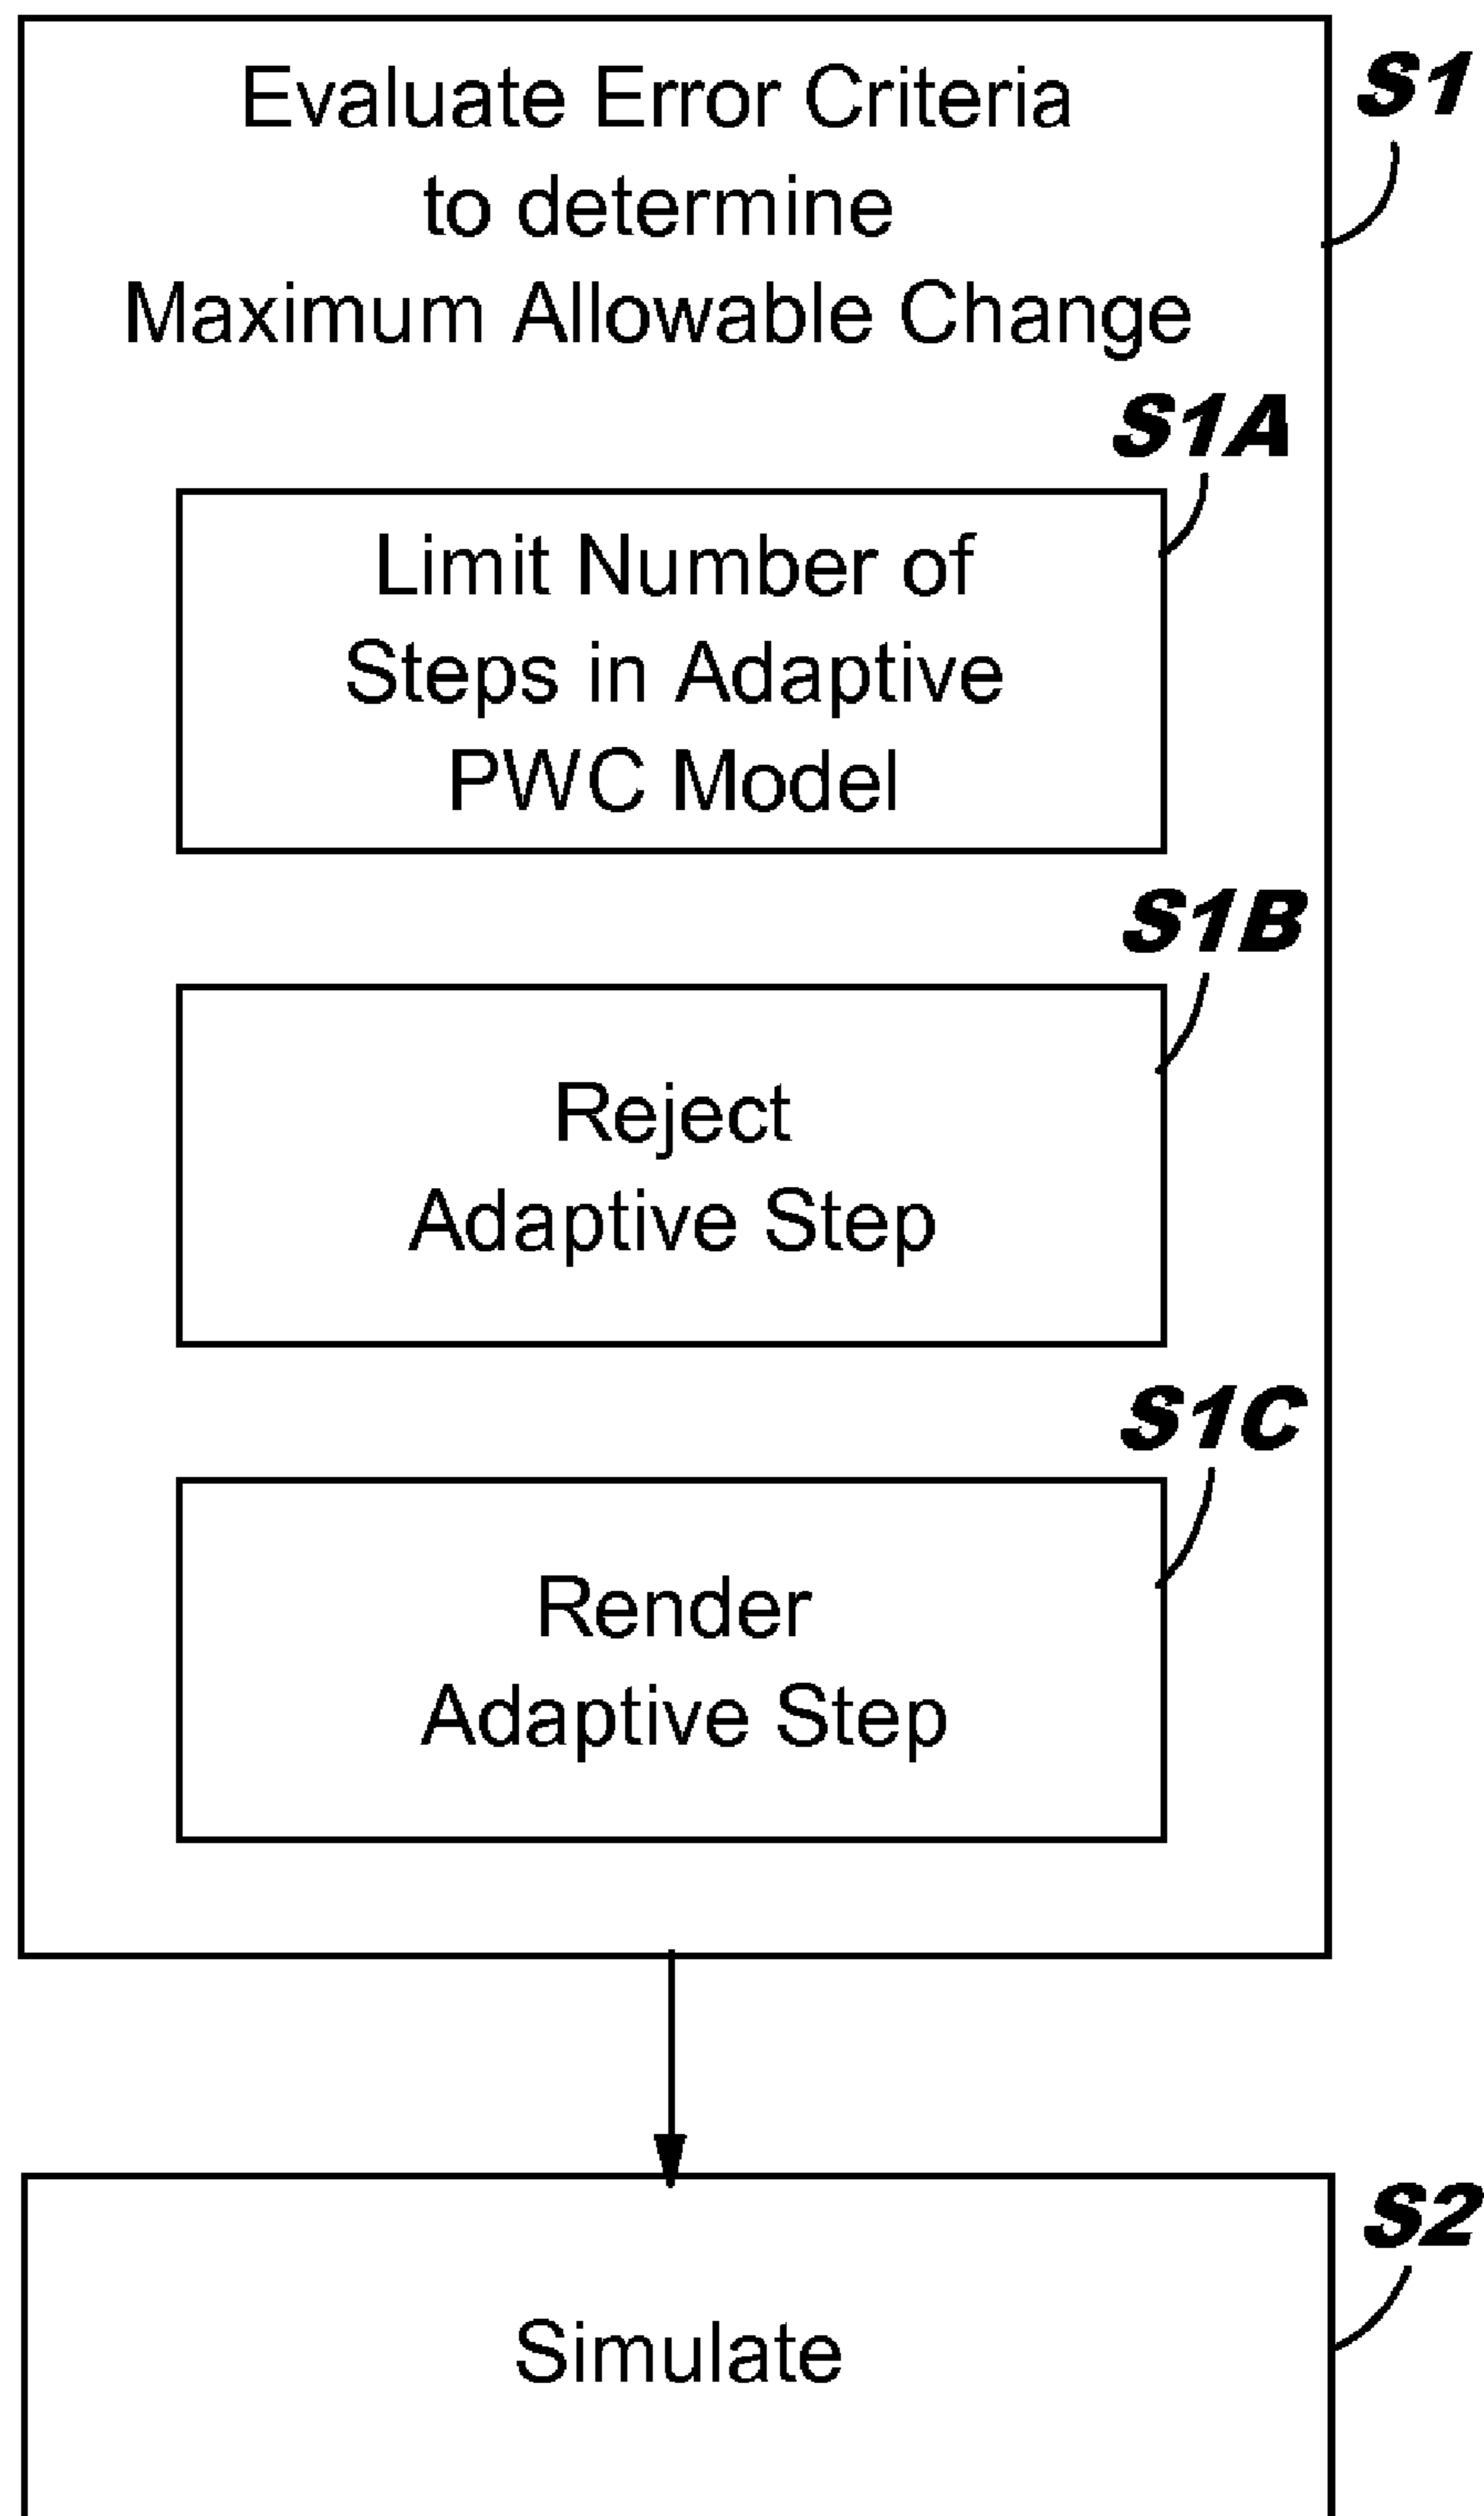 Evaluate Error Criteria
S1
to determine
Maximum Allowable Change
S1A
Limit Number of
Steps in Adaptive
PWC Model
S1B
Reject
Adaptive Step
S1C
Render
Adaptive Step
S2
Simulate